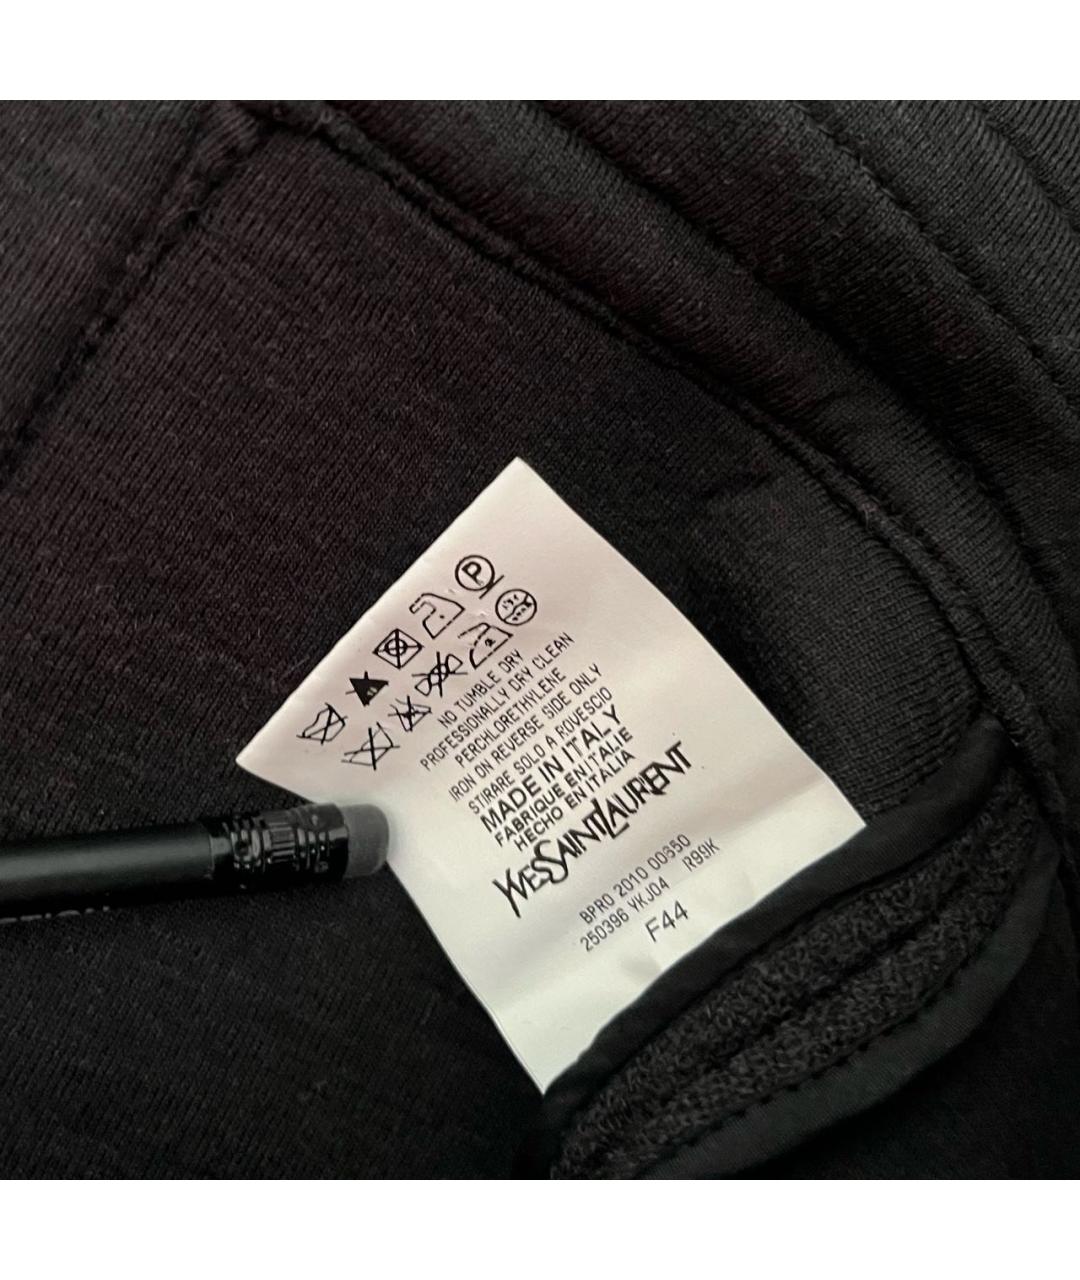 P
NO TUMBLE DRY
PROFESSIONALLY DRY CLEAN
PERCHLORETHYLENE
IRON ON REVERSE SIDE ONLY
STIRARE SOLO A ROVESCIO
MADE IN ITALY
FABRIQUE EN ITALIE
HECHO EN ITALIA
YVESSAINTLAURENT
BPRO 2010 00350
250396 YKJ04 R99K
F44